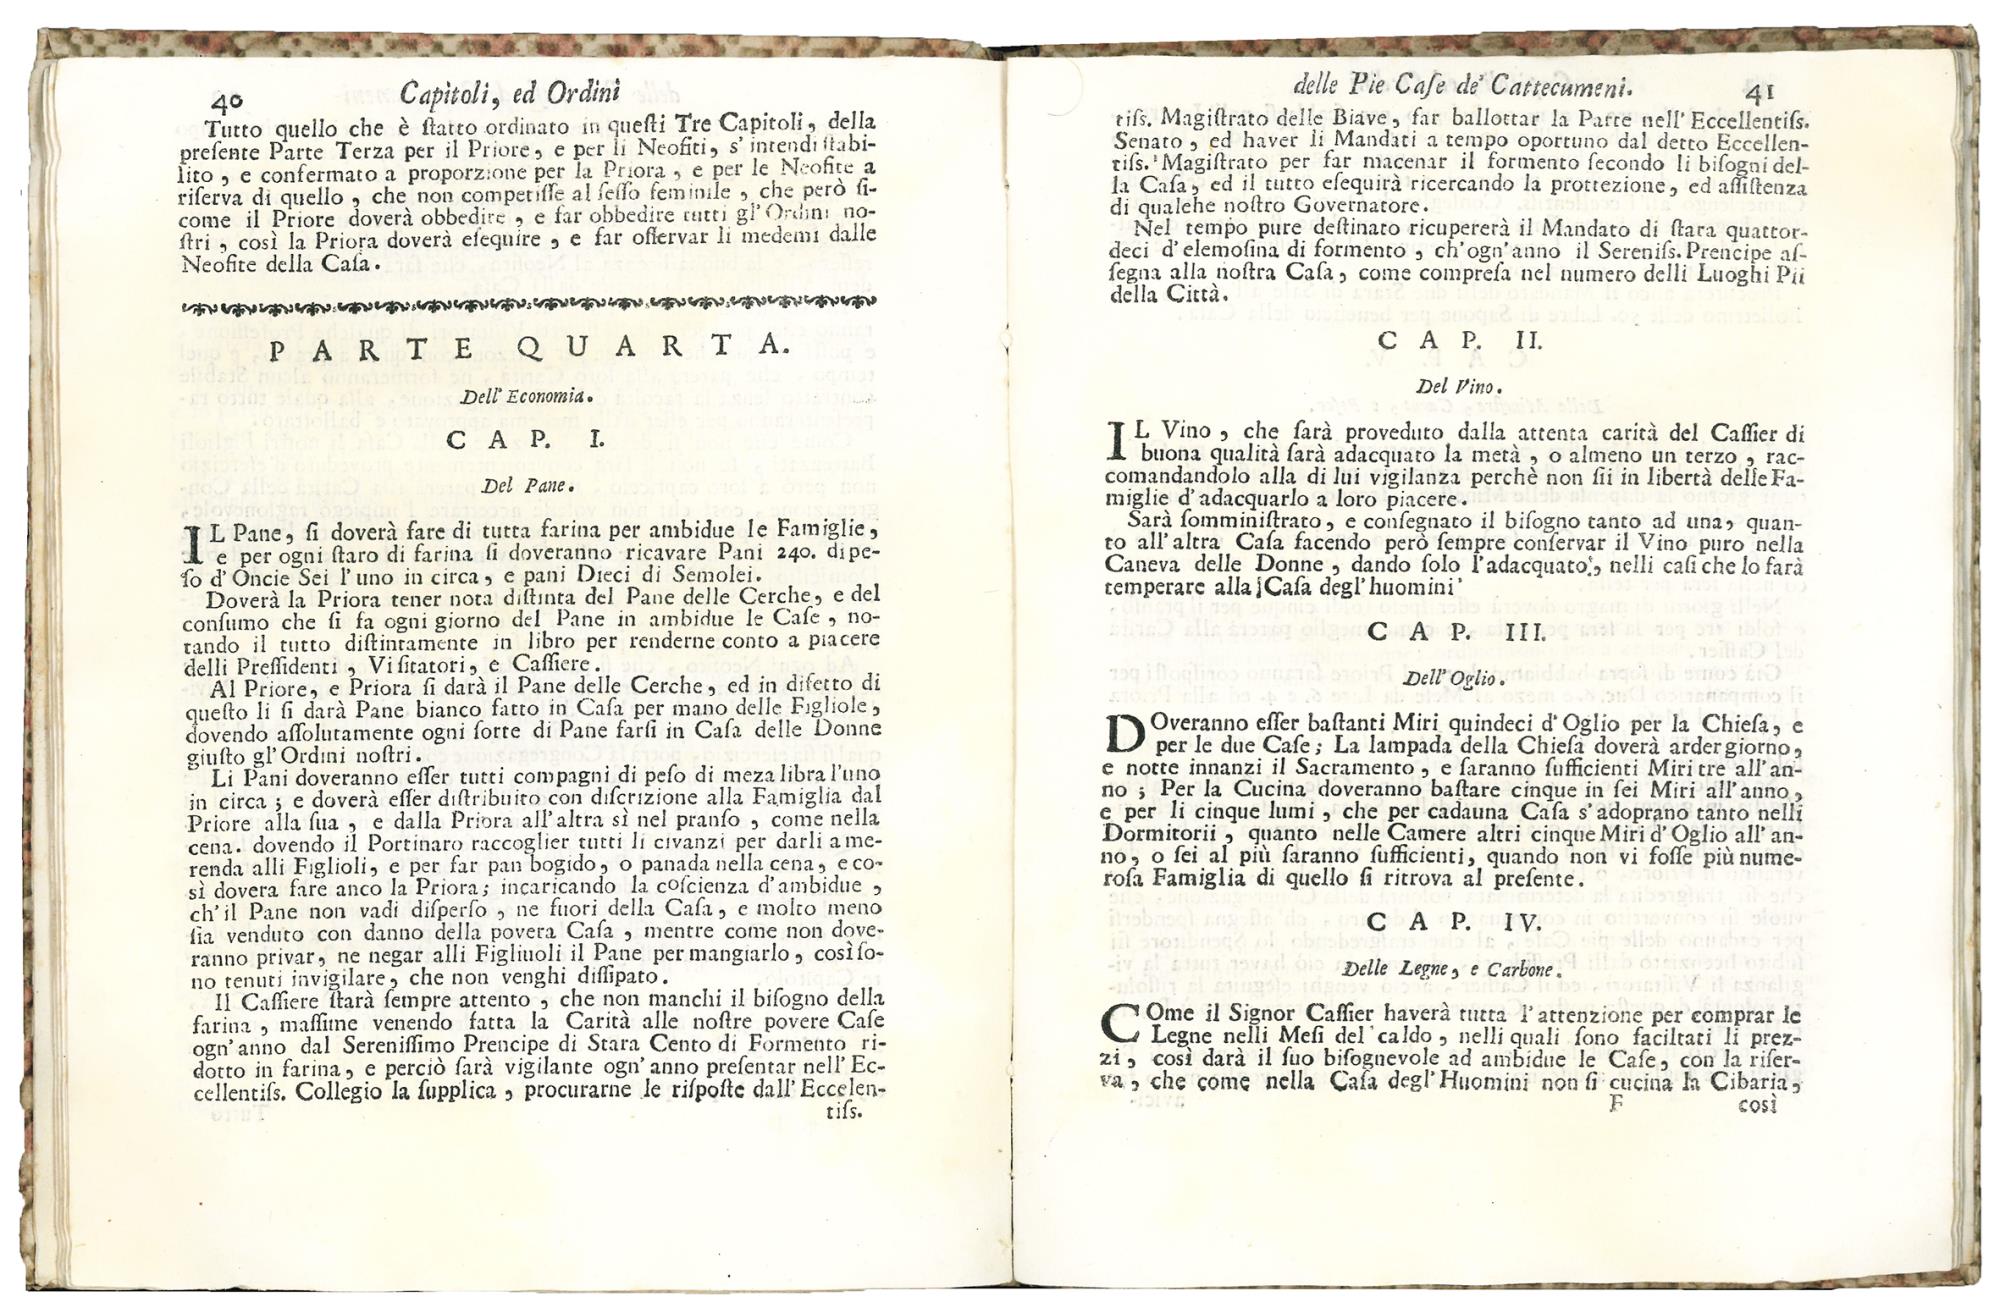 40 Capitoli, ed Ordini
Tutto quello che è ſtatto ordinato in queſti Tre Capitoli, della
preſente Parte Terza per il Priore, e per li Neofiti, s'intendi ſtabi-
lito, e confermato a proporzione per la Priora, e per le Neofite a
riſerva di quello, che non competiſſe al ſeſſo feminile, che però ſi-
come il Priore doverà obbedire, e far obbedire tutti gl'Ordini no-
ſtri, così la Priora doverà eſequire, e far oſſervar li medemi dalle
Neofite della Caſa.
PARTE QUARTA.
Dell'Economia.
CAP. I.
Del Pane.
IL Pane, ſi doverà fare di tutta farina per ambidue le Famiglie,
e per ogni ſtaro di farina ſi doveranno ricavare Pani 240. di pe-
ſo d'Oncie Sei l'uno in circa, e pani Dieci di Semolei.
Doverà la Priora tener nota diſtinta del Pane delle Cerche, e del
conſumo che ſi fa ogni giorno del Pane in ambidue le Caſe, no-
tando il tutto diſtintamente in libro per renderne conto a piacere
delli Preſſidenti, Viſitatori, e Caſſiere.
Al Priore, e Priora ſi darà il Pane delle Cerche, ed in difetto di
queſto li ſi darà Pane bianco fatto in Caſa per mano delle Figliole,
dovendo aſſolutamente ogni ſorte di Pane farſi in Caſa delle Donne
giuſto gl'Ordini noſtri.
Li Pani doveranno eſſer tutti compagni di peſo di meza libra l'uno
in circa; e doverà eſſer diſtribuito con diſcrizione alla Famiglia dal
Priore alla ſua, e dalla Priora all'altra sì nel pranſo, come nella
cena. dovendo il Portinaro raccoglier tutti li civanzi per darli a me-
renda alli Figlioli, e per far pan bogido, o panada nella cena, e co-
sì dovera fare anco la Priora; incaricando la coſcienza d'ambidue,
ch'il Pane non vadi diſperſo, ne fuori della Caſa, e molto meno
ſia venduto con danno della povera Caſa, mentre come non dove-
ranno privar, ne negar alli Figliuoli il Pane per mangiarlo, così ſo-
no tenuti invigilare, che non venghi diſſipato.
Il Caſſiere ſtarà ſempre attento, che non manchi il biſogno della
farina, maſſime venendo fatta la Carità alle noſtre povere Caſe
ogn'anno dal Sereniſſimo Prencipe di Stara Cento di Formento ri-
dotto in farina, e perciò ſarà vigilante ogn'anno preſentar nell'Ec-
cellentiſs. Collegio la ſupplica, procurarne le riſpoſte dall'Eccelen-
tiſs.
delle Pie Caſe de' Cattecumeni. 41
tiſs. Magiſtrato delle Biave, far ballottar la Parte nell'Eccellentiſs.
Senato, ed haver li Mandati a tempo oportuno dal detto Eccellen-
tiſs. Magiſtrato per far macenar il formento ſecondo li biſogni del-
la Caſa, ed il tutto eſequirà ricercando la prottezione, ed aſſiſtenza
di qualehe noſtro Governatore.
Nel tempo pure deſtinato ricupererà il Mandato di ſtara quattor-
deci d'elemoſina di formento, ch'ogn'anno il Sereniſs. Prencipe aſ-
ſegna alla noſtra Caſa, come compreſa nel numero delli Luoghi Pii
della Città.
CAP. II.
Del Vino.
IL Vino, che ſarà proveduto dalla attenta carità del Caſſier di
buona qualità ſarà adacquato la metà, o almeno un terzo, rac-
comandandolo alla di lui vigilanza perchè non ſii in libertà delle Fa-
miglie d'adacquarlo a loro piacere.
Sarà ſomminiſtrato, e conſegnato il biſogno tanto ad una, quan-
to all'altra Caſa facendo però ſempre conſervar il Vino puro nella
Caneva delle Donne, dando ſolo l'adacquato, nelli caſi che lo farà
temperare alla Caſa degl'huomini'
CAP. III.
Dell'Oglio.
DOveranno eſſer baſtanti Miri quindeci d'Oglio per la Chieſa, e
per le due Caſe; La lampada della Chieſa doverà arder giorno,
e notte innanzi il Sacramento, e ſaranno ſufficienti Miri tre all'an-
no; Per la Cucina doveranno baſtare cinque in ſei Miri all'anno,
e per li cinque lumi, che per cadauna Caſa s'adoprano tanto nelli
Dormitorii, quanto nelle Camere altri cinque Miri d'Oglio all'an-
no, o ſei al più ſaranno ſufficienti, quando non vi foſſe più nume-
roſa Famiglia di quello ſi ritrova al preſente.
CAP. IV.
Delle Legne, e Carbone.
COme il Signor Caſſier haverà tutta l'attenzione per comprar le
Legne nelli Meſi del caldo, nelli quali ſono faciltati li prez-
zi, così darà il ſuo biſognevole ad ambidue le Caſe, con la riſer-
va, che come nella Caſa degl'Huomini non ſi cucina la Cibaria,
F così